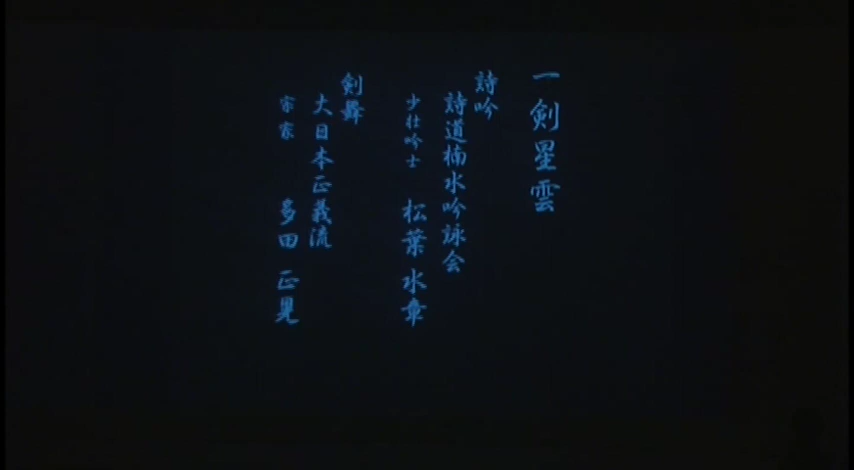 一剣星雲
詩吟
詩道楠水吟詠会
少壮吟士 松葉水章
剣舞
大日本正義流
宗家 多田正晃